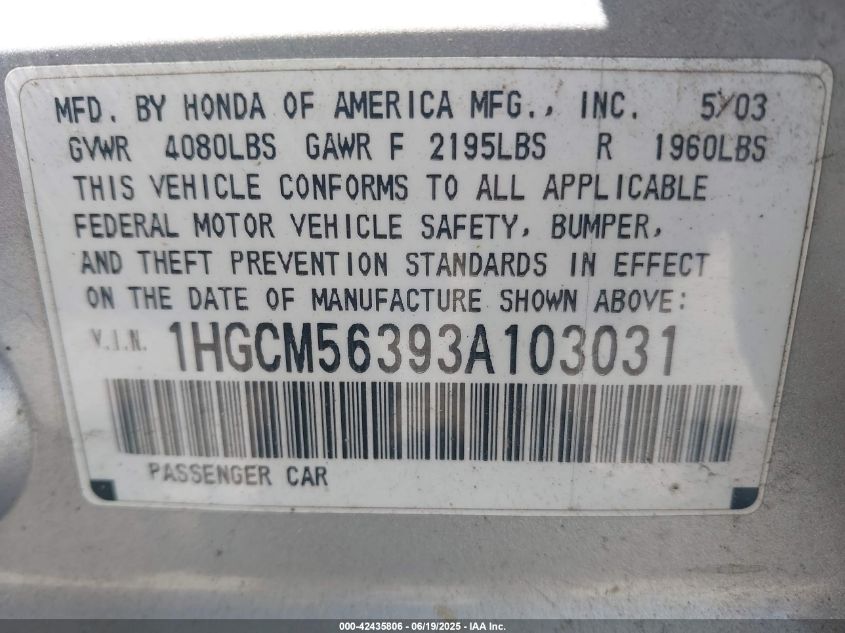 MFD. BY HONDA OF AMERICA MFG., INC. 5/03
GVWR 4080LBS GAWR F 2195LBS R 1960LBS
THIS VEHICLE CONFORMS TO ALL APPLICABLE
FEDERAL MOTOR VEHICLE SAFETY, BUMPER,
AND THEFT PREVENTION STANDARDS IN EFFECT
ON THE DATE OF MANUFACTURE SHOWN ABOVE:
V.I.N. 1HGCM56393A103031
PASSENGER CAR
000-42435806 - 06/19/2025 - IAA Inc.